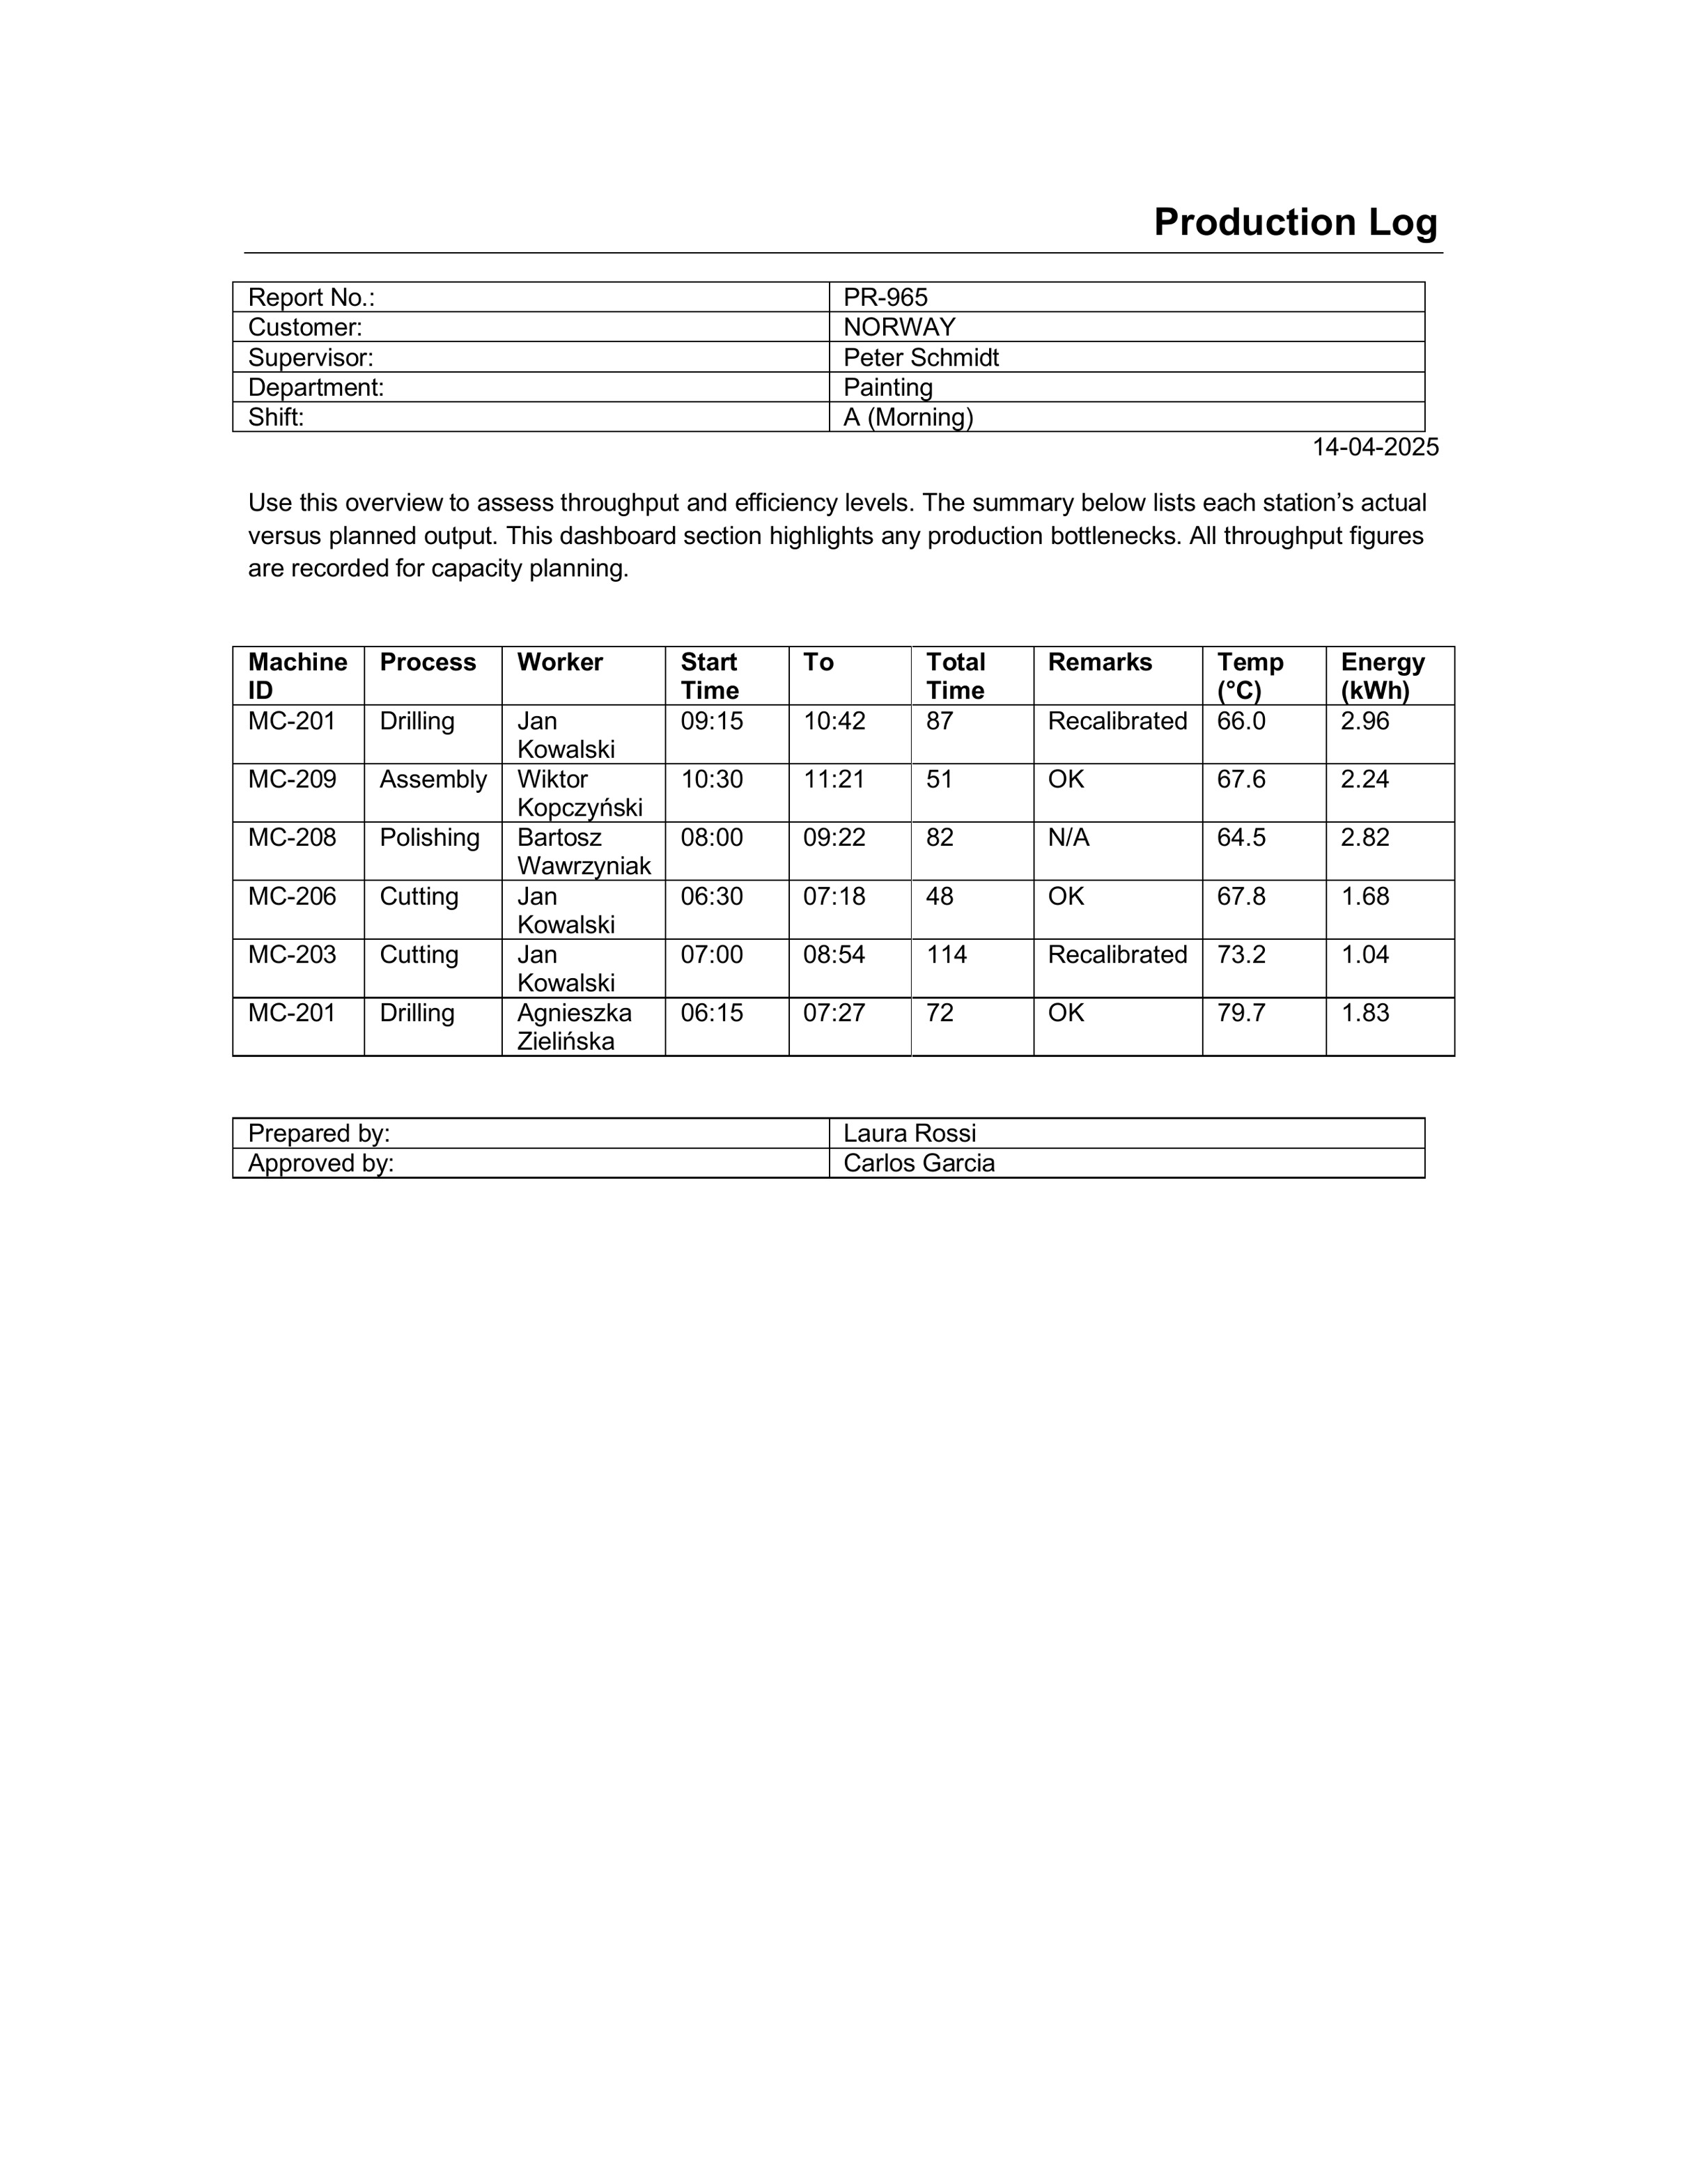 Production Log
Report No.: PR-965
Customer: NORWAY
Supervisor: Peter Schmidt
Department: Painting
Shift: A (Morning)
14-04-2025
Use this overview to assess throughput and efficiency levels. The summary below lists each station’s actual
versus planned output. This dashboard section highlights any production bottlenecks. All throughput figures
are recorded for capacity planning.
Machine Process Worker Start To Total Remarks Temp Energy
ID Time Time (°C) (kWh)
MC-201 Drilling Jan 09:15 10:42 87 Recalibrated 66.0 2.96
Kowalski
MC-209 Assembly Wiktor 10:30 11:21 51 OK 67.6 2.24
Kopczyński
MC-208 Polishing Bartosz 08:00 09:22 82 N/A 64.5 2.82
Wawrzyniak
MC-206 Cutting Jan 06:30 07:18 48 OK 67.8 1.68
Kowalski
MC-203 Cutting Jan 07:00 08:54 114 Recalibrated 73.2 1.04
Kowalski
MC-201 Drilling Agnieszka 06:15 07:27 72 OK 79.7 1.83
Zielińska
Prepared by: Laura Rossi
Approved by: Carlos Garcia